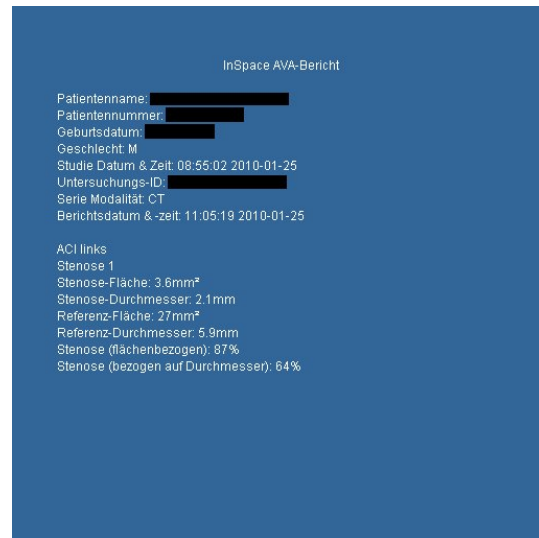 InSpace AVA-Bericht
Patientenname:
Patientennummer:
Geburtsdatum:
Geschlecht: M
Studie Datum & Zeit: 08:55:02 2010-01-25
Untersuchungs-ID:
Serie Modalität: CT
Berichtsdatum & -zeit: 11:05:19 2010-01-25
ACI links
Stenose 1
Stenose-Fläche: 3.6mm²
Stenose-Durchmesser: 2.1mm
Referenz-Fläche: 27mm²
Referenz-Durchmesser: 5.9mm
Stenose (flächenbezogen): 87%
Stenose (bezogen auf Durchmesser): 64%